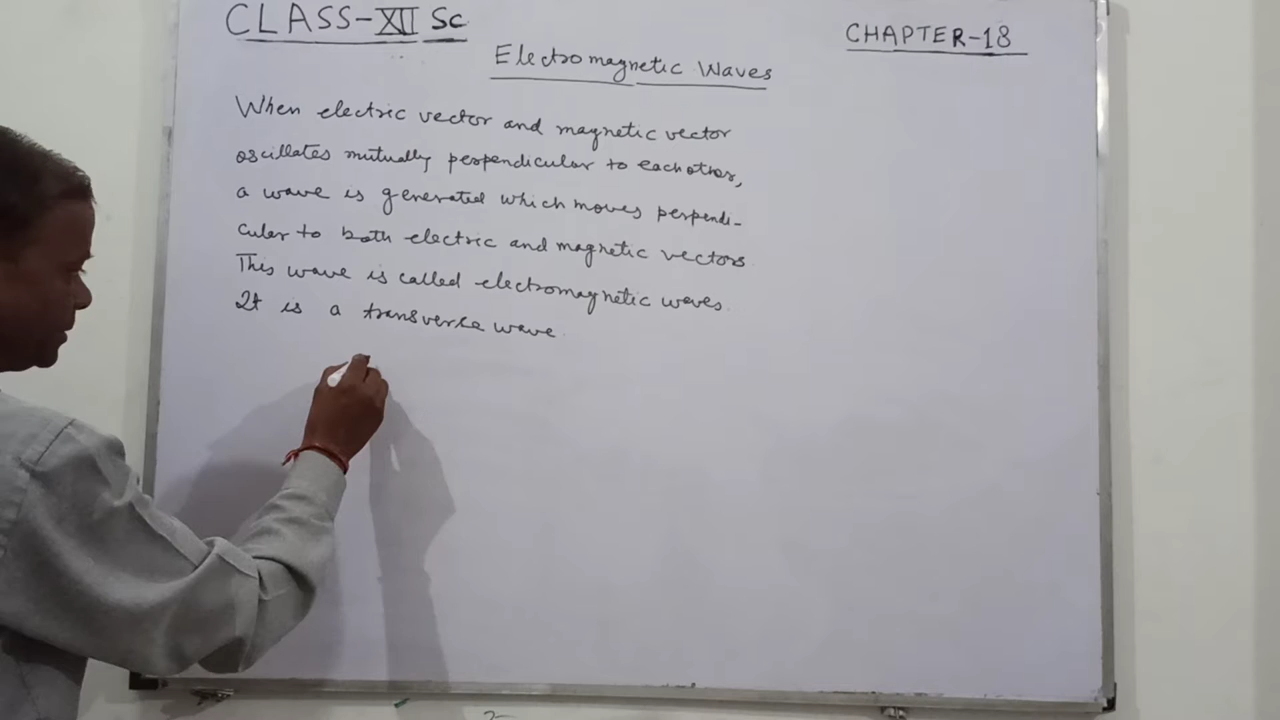 CLASS-XII Sc
CHAPTER-18
Electromagnetic Waves
When electric vector and magnetic vector
oscillates mutually perpendicular to each other,
a wave is generated which moves perpendi-
cular to both electric and magnetic vectors.
This wave is called electromagnetic waves.
It is a transverse wave.